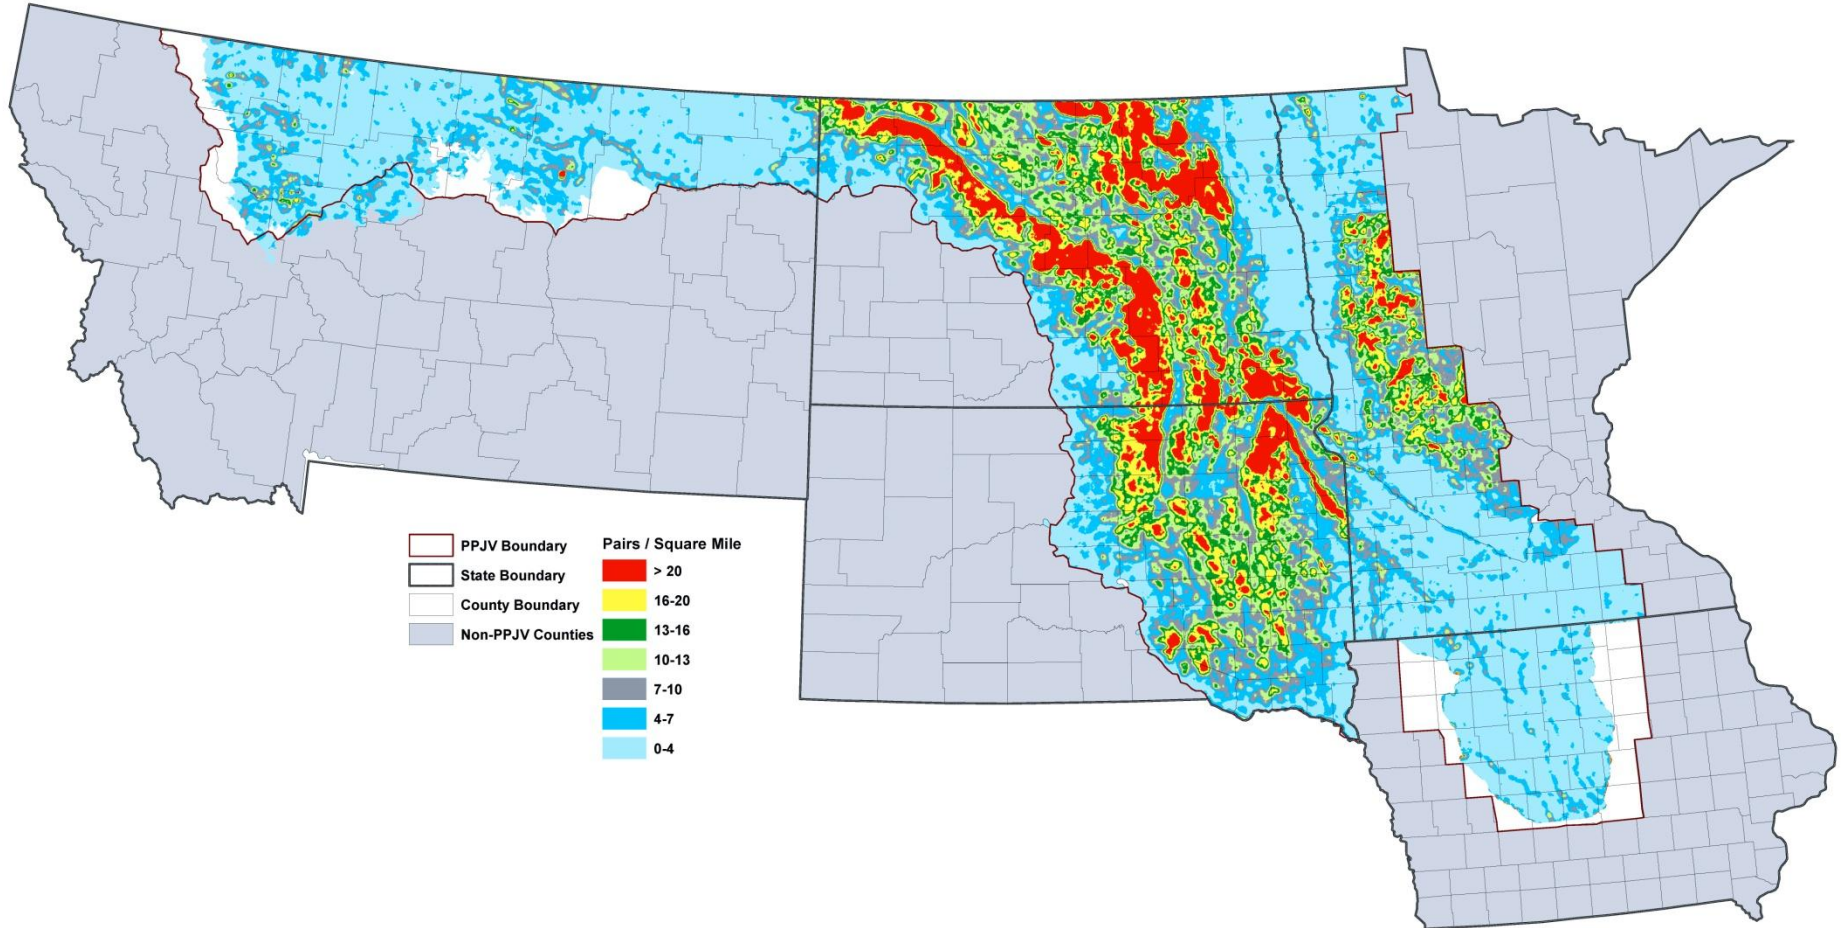 PPJV Boundary
State Boundary
County Boundary
Non-PPJV Counties
Pairs / Square Mile
> 20
16-20
13-16
10-13
7-10
4-7
0-4